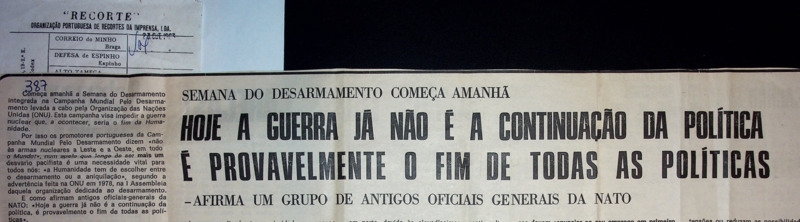 "RECORTE"
ORGANIZAÇÃO PORTUGUESA DE RECORTES DA IMPRENSA, LDA.
CORREIO do MINHO
Braga
DEFESA de ESPINHO
Espinho
ALTO TAMEGA
387
Começa amanhã a Semana do Desarmamento
integrada na Campanha Mundial Pelo Desarma-
mento levada a cabo pela Organização das Nações
Unidas (ONU). Esta campanha visa impedir a guerra
nuclear que, a acontecer, seria o fim da Huma-
nidade.
Por isso os promotores portugueses da Cam-
panha Mundial Pelo Desarmamento dizem «não
às armas nucleares a Leste e a Oeste, em todo
o Mundo!», mais
desvario pacifista é uma necessidade vital para
todos nós: «a Humanidade tem de escolher entre
o desarmamento ou a aniquilação», segundo a
advertência feita na ONU em 1978, na I Assembleia
daquela organização dedicada ao desarmamento.
E como afirmam antigos oficiais-generais da
NATO: «Hoje a guerra já não é a continuação da po-
lítica, é provavelmente o fim de todas as polí-
ticas».
SEMANA DO DESARMAMENTO COMEÇA AMANHÃ
HOJE A GUERRA JÁ NÃO É A CONTINUAÇÃO DA POLÍTICA
É PROVAVELMENTE O FIM DE TODAS AS POLÍTICAS
–AFIRMA UM GRUPO DE ANTIGOS OFICIAIS GENERAIS DA NATO